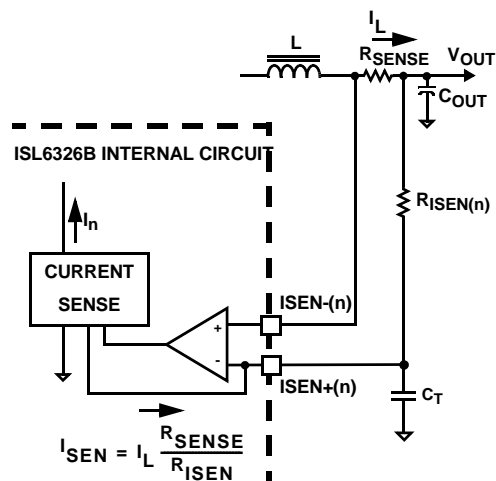 I_L
L
R_SENSE
V_OUT
C_OUT
ISL6326B INTERNAL CIRCUIT
R_ISEN(n)
I_n
CURRENT
SENSE
ISEN-(n)
+
-
ISEN+(n)
C_T
I_SEN = I_L R_SENSE / R_ISEN